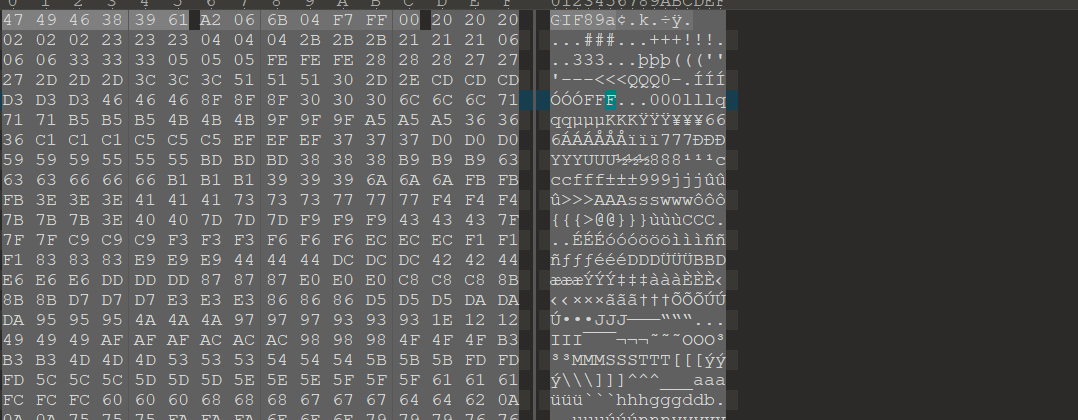 0 1 2 3 4 5 6 7 8 9 A B C D E F 0123456789ABCDEF
47 49 46 38 39 61 A2 06 6B 04 F7 FF 00 20 20 20 GIF89a¢.k.÷ÿ.
02 02 02 23 23 23 04 04 04 2B 2B 2B 21 21 21 06 ...###...+++!!!.
06 06 33 33 33 05 05 05 FE FE FE 28 28 28 27 27 ..333...þþþ(((''
27 2D 2D 2D 3C 3C 3C 51 51 51 30 2D 2E CD CD CD '---<<<QQQ0-.ÍÍÍ
D3 D3 D3 46 46 46 8F 8F 8F 30 30 30 6C 6C 6C 71 ÓÓÓFFF...000lllq
71 71 B5 B5 B5 4B 4B 4B 9F 9F 9F A5 A5 A5 36 36 qqµµµKKKŸŸŸ¥¥¥66
36 C1 C1 C1 C5 C5 C5 EF EF EF 37 37 37 D0 D0 D0 6ÁÁÁÅÅÅïïï777ÐÐÐ
59 59 59 55 55 55 BD BD BD 38 38 38 B9 B9 B9 63 YYYUUU½½½888¹¹¹c
63 63 66 66 66 B1 B1 B1 39 39 39 6A 6A 6A FB FB ccfff±±±999jjjûû
FB 3E 3E 3E 41 41 41 73 73 73 77 77 77 F4 F4 F4 û>>>AAAssswwwôôô
7B 7B 7B 3E 40 40 7D 7D 7D F9 F9 F9 43 43 43 7F {{{>@@}}}ùùùCCC.
7F 7F C9 C9 C9 F3 F3 F3 F6 F6 F6 EC EC EC F1 F1 ..ÉÉÉóóóöööìììññ
F1 83 83 83 E9 E9 E9 44 44 44 DC DC DC 42 42 44 ñƒƒƒéééDDDÜÜÜBBD
E6 E6 E6 DD DD DD 87 87 87 E0 E0 E0 C8 C8 C8 8B æææÝÝÝ‡‡‡àààÈÈÈ‹
8B 8B D7 D7 D7 E3 E3 E3 86 86 86 D5 D5 D5 DA DA ‹‹×××ããã†††ÕÕÕÚÚ
DA 95 95 95 4A 4A 4A 97 97 97 93 93 93 1E 12 12 Ú•••JJJ———“““...
49 49 49 AF AF AF AC AC AC 98 98 98 4F 4F 4F B3 III¯¯¯¬¬¬˜˜˜OOO³
B3 B3 4D 4D 4D 53 53 53 54 54 54 5B 5B 5B FD FD ³³MMMSSSTTT[[[ýý
FD 5C 5C 5C 5D 5D 5D 5E 5E 5E 5F 5F 5F 61 61 61 ý\\\]]]^^^___aaa
FC FC FC 60 60 60 68 68 68 67 67 67 64 64 62 0A üüü```hhhgggddb.
0A 0A 75 75 75 FA FA FA 6E 6E 6E 79 79 79 76 76 ..uuuúúúnnnyyyvv